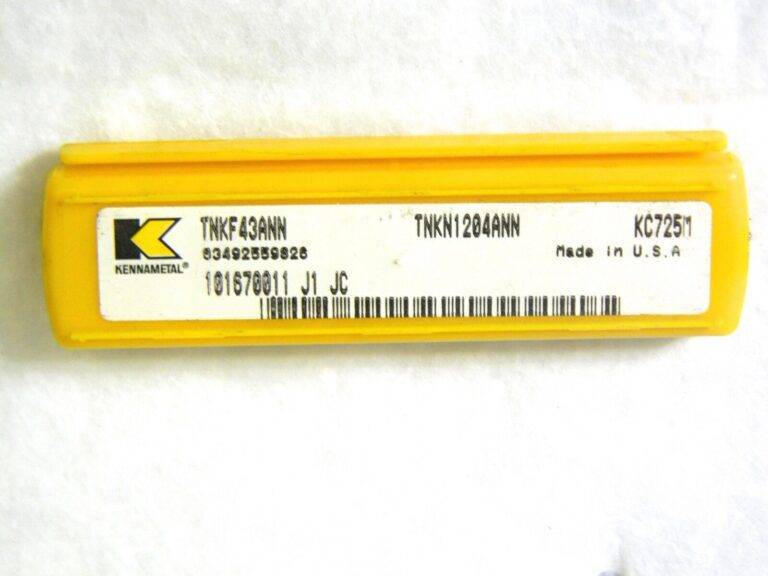 TNKF43ANN TNKN1204ANN KC725M
63492559826 Made in U.S.A
KENNAMETAL®
101670011 J1 JC